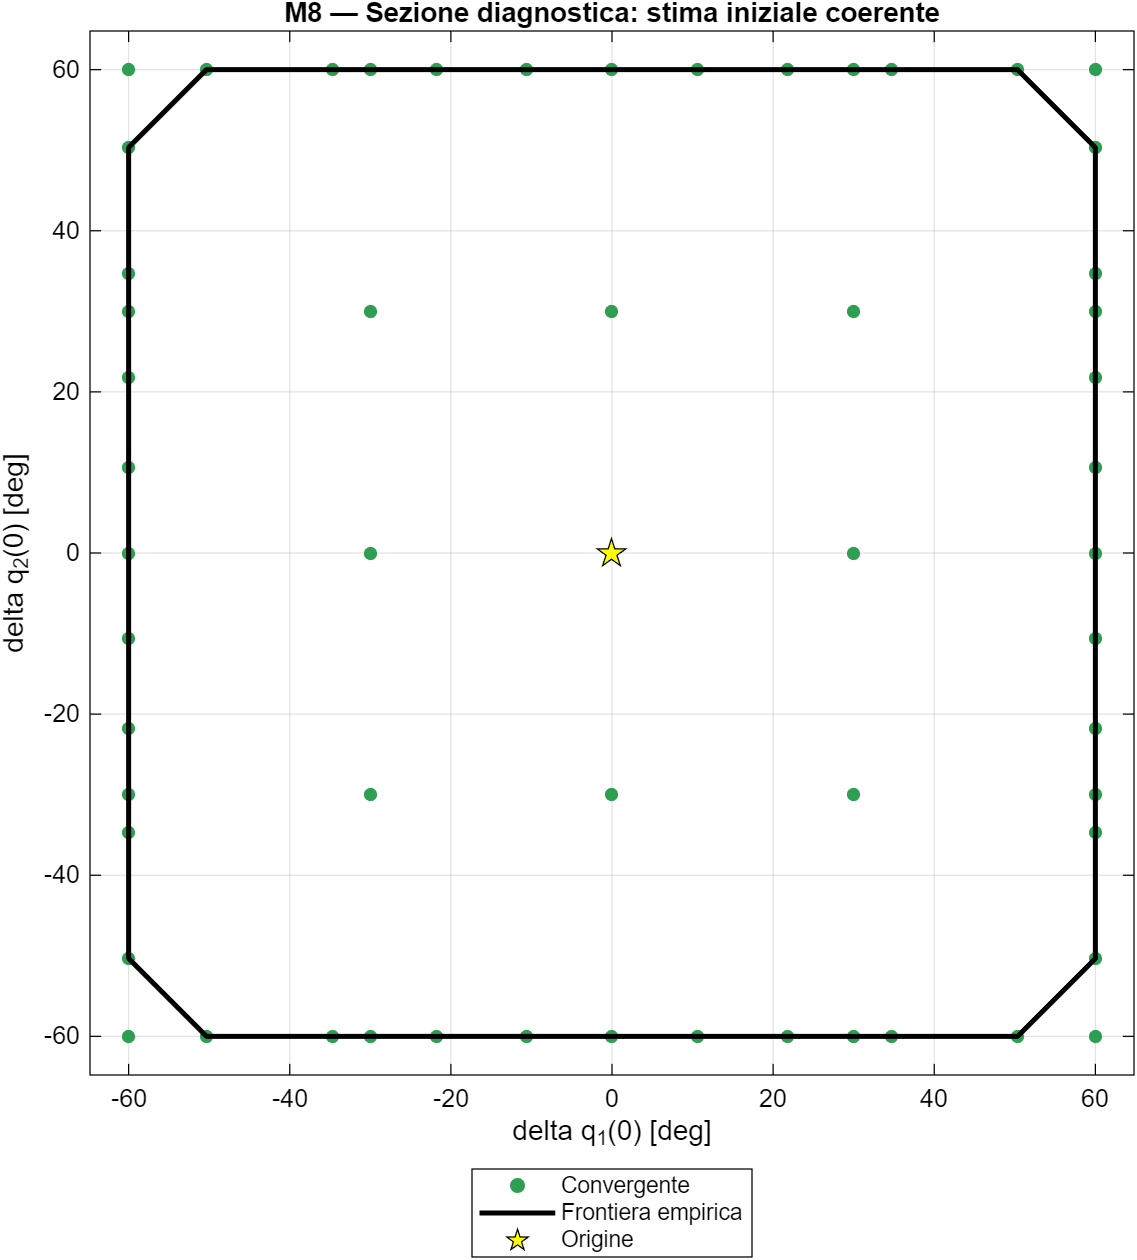 M8 — Sezione diagnostica: stima iniziale coerente
60
40
20
0
-20
-40
-60
delta q₂(0) [deg]
-60 -40 -20 0 20 40 60
delta q₁(0) [deg]
Convergente
Frontiera empirica
Origine